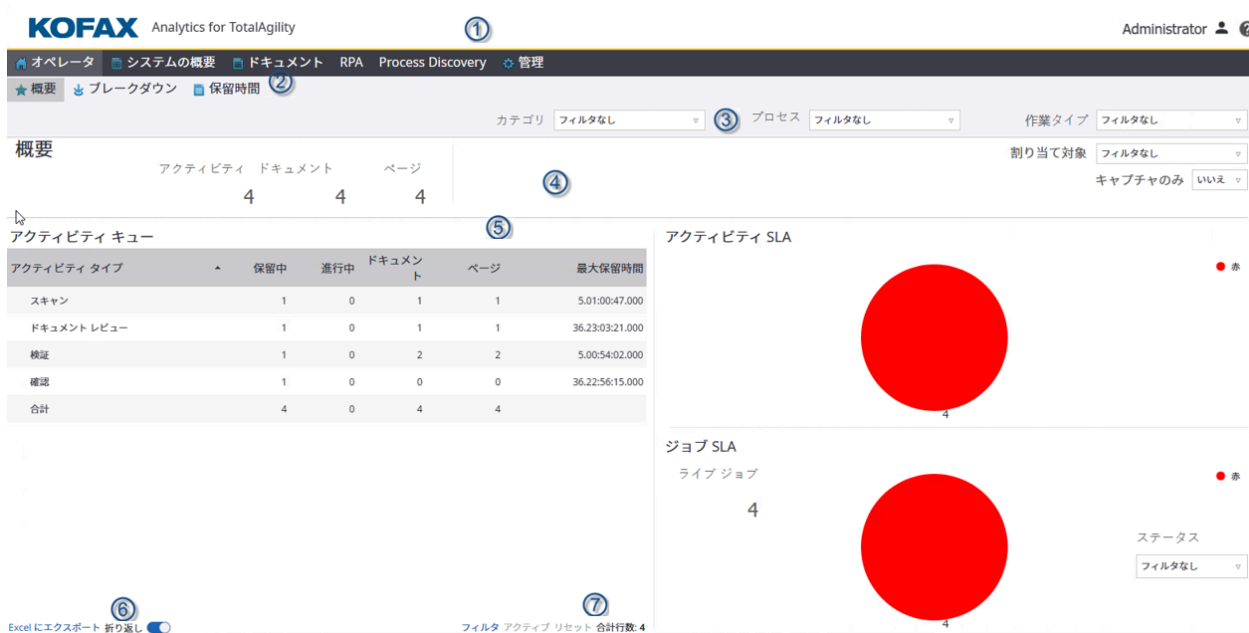 KOFAX Analytics for TotalAgility ① Administrator
オペレータ システムの概要 ドキュメント RPA Process Discovery 管理
概要 ブレークダウン 保留時間 ②
カテゴリ フィルタなし ③ プロセス フィルタなし 作業タイプ フィルタなし
概要 割り当て対象 フィルタなし
アクティビティ ドキュメント ページ
キャプチャのみ いいえ
4 4 4 ④
アクティビティ キュー ⑤ アクティビティ SLA
アクティビティ タイプ 保留中 進行中 ドキュメント ページ 最大保留時間
赤
スキャン 1 0 1 1 5.01:00:47.000
ドキュメント レビュー 1 0 1 1 36.23:03:21.000
検証 1 0 2 2 5.00:54:02.000
確認 1 0 0 0 36.22:56:15.000
合計 4 0 4 4
4
ジョブ SLA
ライブ ジョブ
赤
4
ステータス
フィルタなし
⑥ ⑦
Excel にエクスポート 折り返し フィルタ アクティブ リセット 合計行数: 4
4